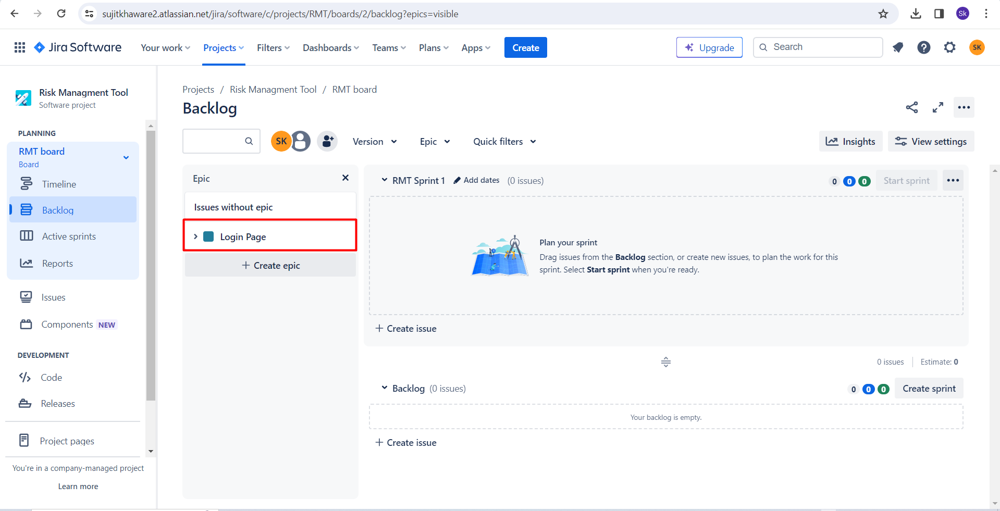 sujitkhaware2.atlassian.net/jira/software/c/projects/RMT/boards/2/backlog?epics=visible
Sk
Jira Software
Your work
Projects
Filters
Dashboards
Teams
Plans
Apps
Create
Upgrade
Search
SK
Risk Managment Tool
Software project
PLANNING
RMT board
Board
Timeline
Backlog
Active sprints
Reports
Issues
Components NEW
DEVELOPMENT
Code
Releases
Project pages
You're in a company-managed project
Learn more
Projects / Risk Managment Tool / RMT board
Backlog
SK
Version
Epic
Quick filters
Insights
View settings
Epic
Issues without epic
Login Page
+ Create epic
RMT Sprint 1 Add dates (0 issues)
0 0 0
Start sprint
Plan your sprint
Drag issues from the Backlog section, or create new issues, to plan the work for this
sprint. Select Start sprint when you're ready.
+ Create issue
0 issues
Estimate: 0
Backlog (0 issues)
0 0 0
Create sprint
Your backlog is empty.
+ Create issue